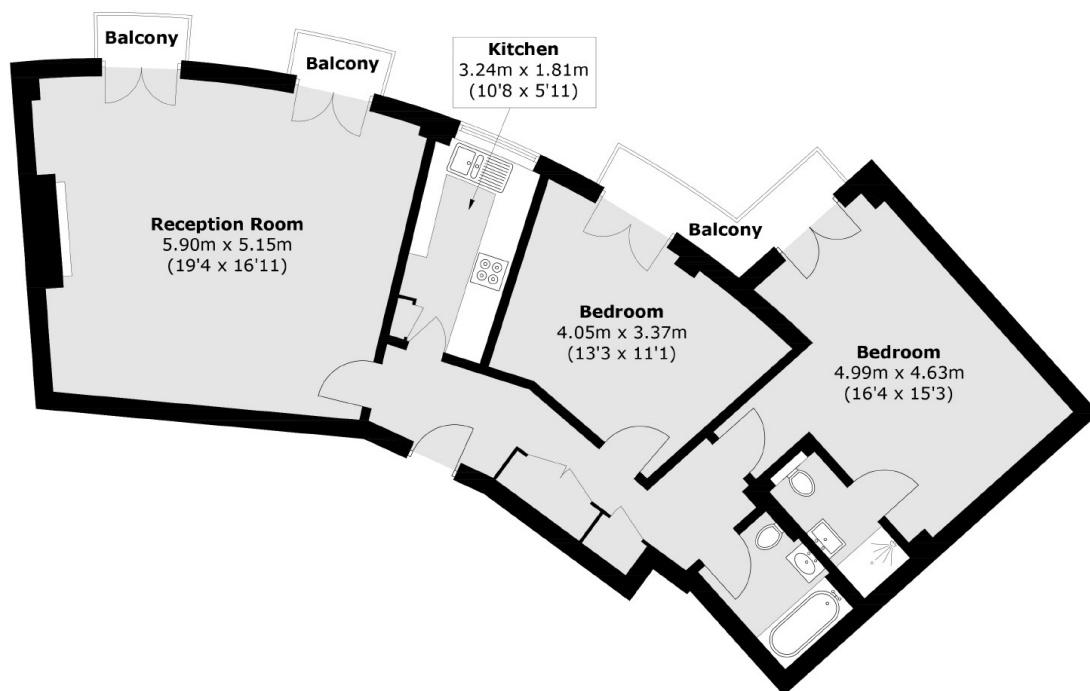 Balcony
Balcony
Kitchen
3.24m x 1.81m
(10'8 x 5'11)
Reception Room
5.90m x 5.15m
(19'4 x 16'11)
Balcony
Bedroom
4.05m x 3.37m
(13'3 x 11'1)
Bedroom
4.99m x 4.63m
(16'4 x 15'3)